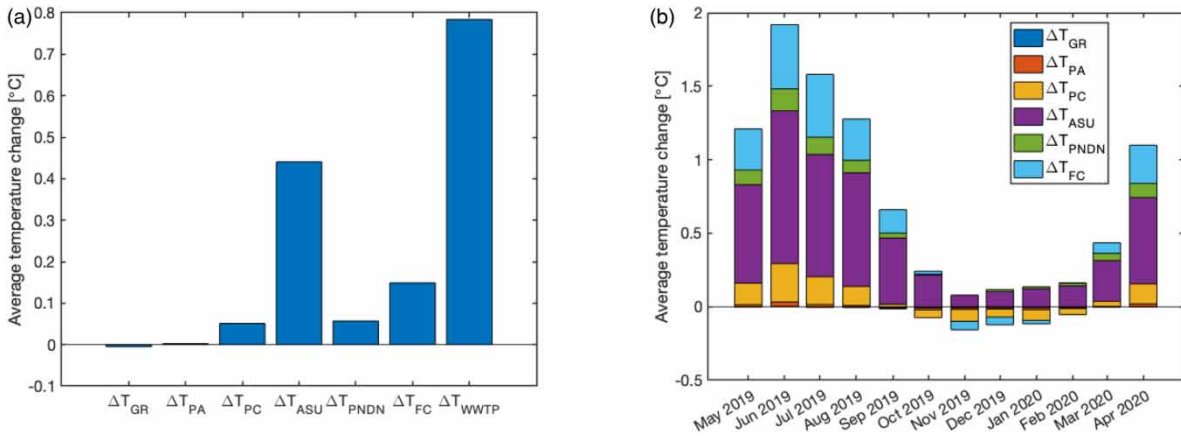 (a)
Average temperature change [°C]
0.8
0.7
0.6
0.5
0.4
0.3
0.2
0.1
0
-0.1
ΔT_GR ΔT_PA ΔT_PC ΔT_ASU ΔT_PNDN ΔT_FC ΔT_WWTP
(b)
Average temperature change [°C]
2
1.5
1
0.5
0
-0.5
ΔT_GR
ΔT_PA
ΔT_PC
ΔT_ASU
ΔT_PNDN
ΔT_FC
May 2019 Jun 2019 Jul 2019 Aug 2019 Sep 2019 Oct 2019 Nov 2019 Dec 2019 Jan 2020 Feb 2020 Mar 2020 Apr 2020